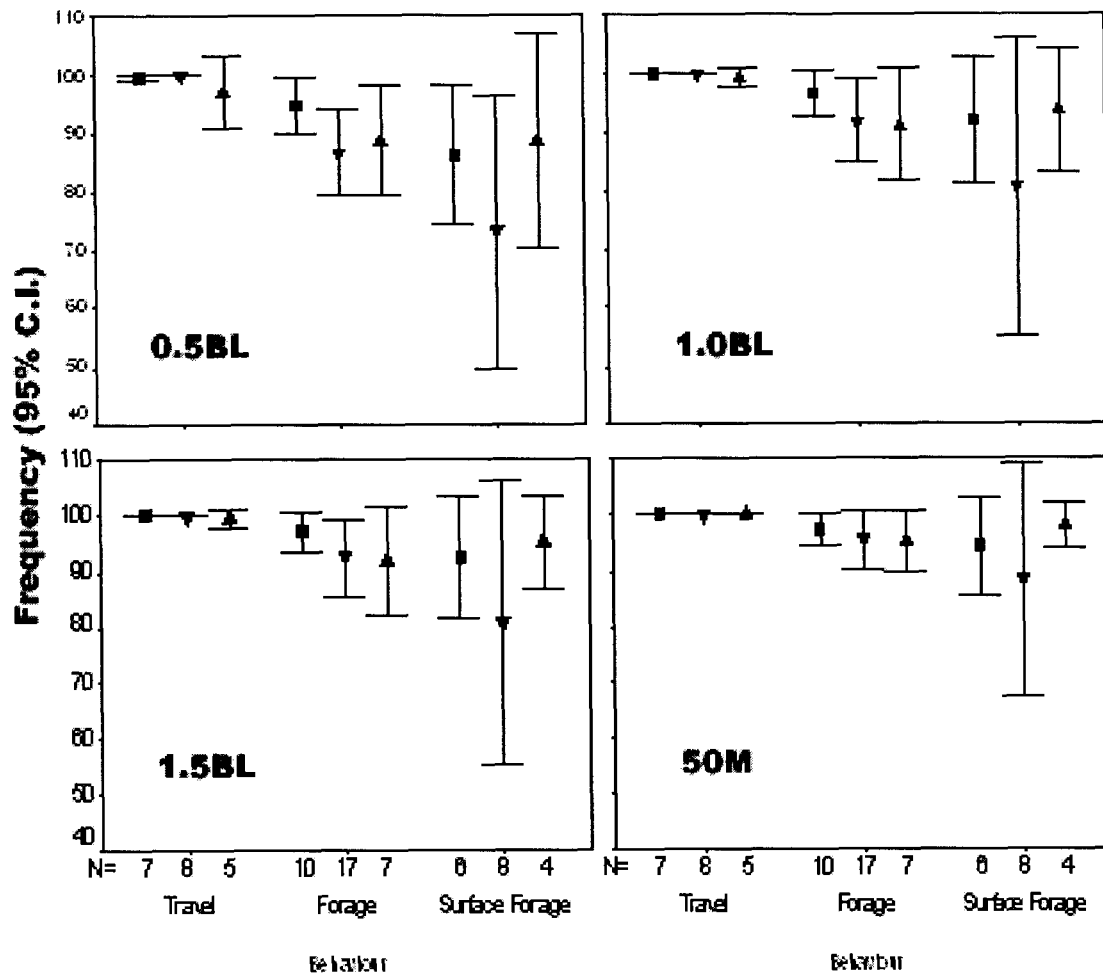 Frequency (95% C.I.)
110
100
90
80
70
60
50
40
0.5BL
1.0BL
110
100
90
80
70
60
50
40
1.5BL
50M
N= 7 8 5 10 17 7 6 8 4
7 8 5 10 17 7 6 8 4
Travel Forage Surface Forage
Travel Forage Surface Forage
Behaviour
Behaviour